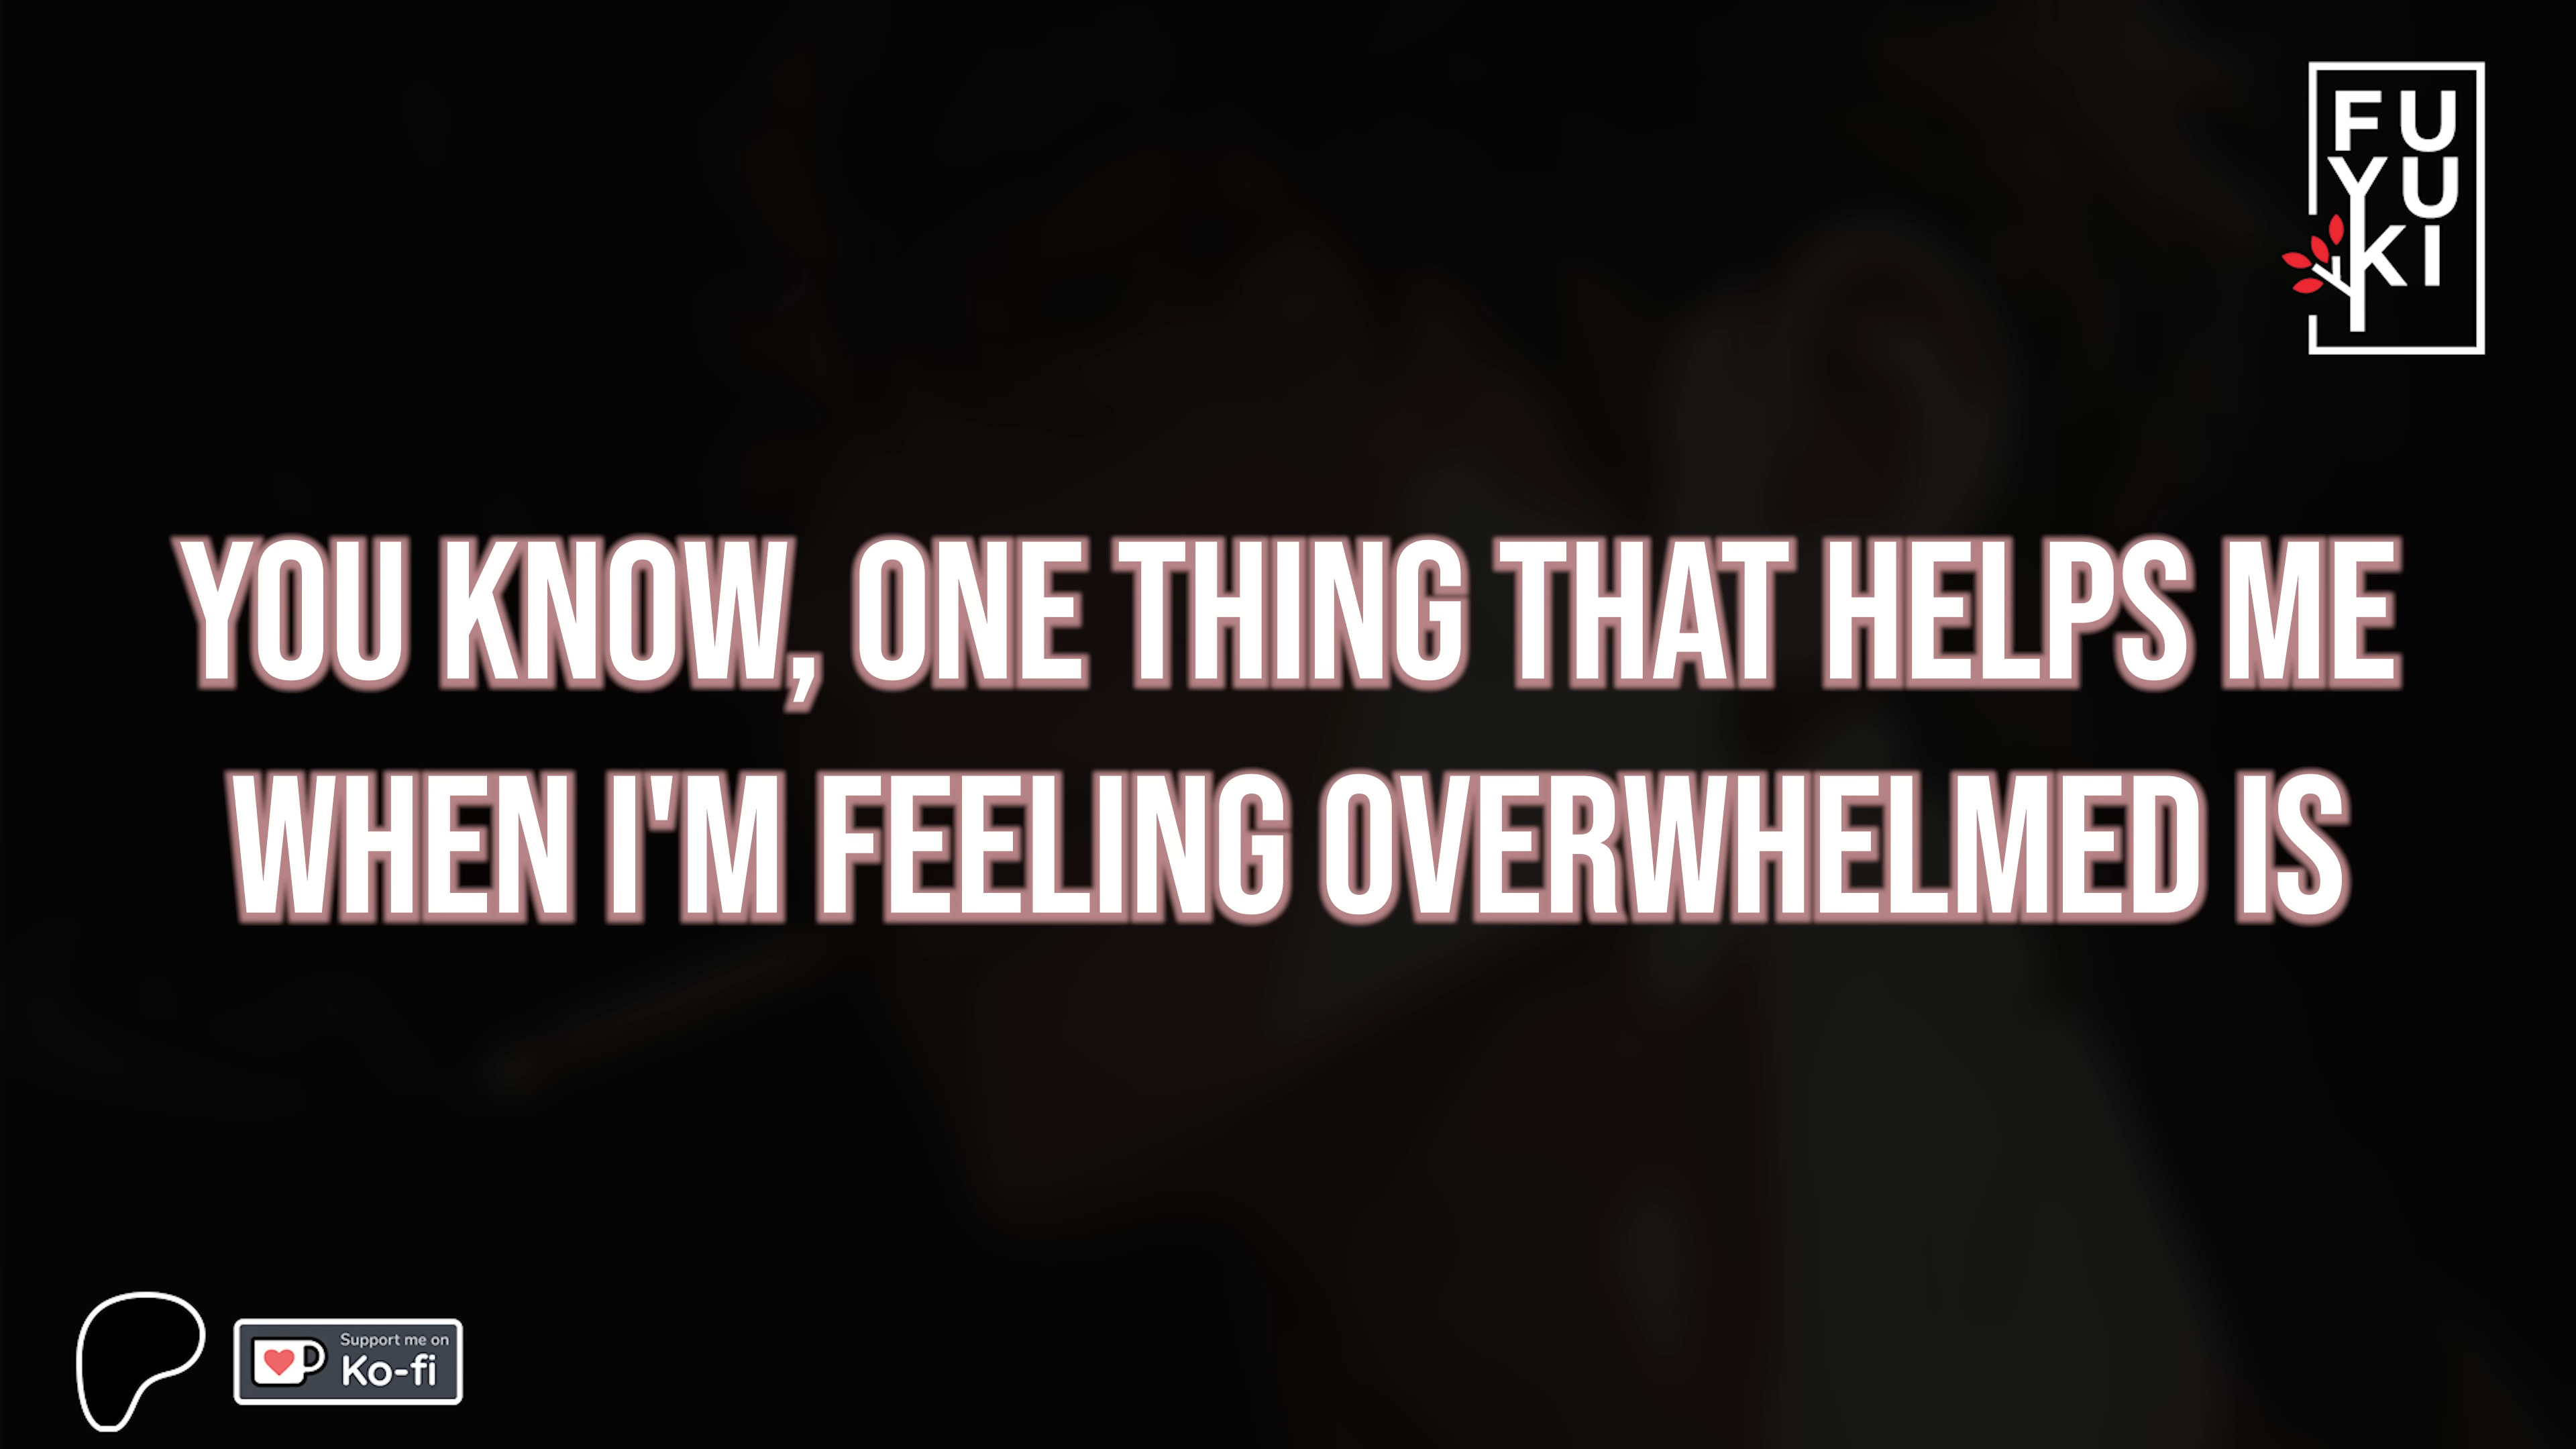 FU
YU
KI
YOU KNOW, ONE THING THAT HELPS ME
WHEN I'M FEELING OVERWHELMED IS
Support me on
Ko-fi